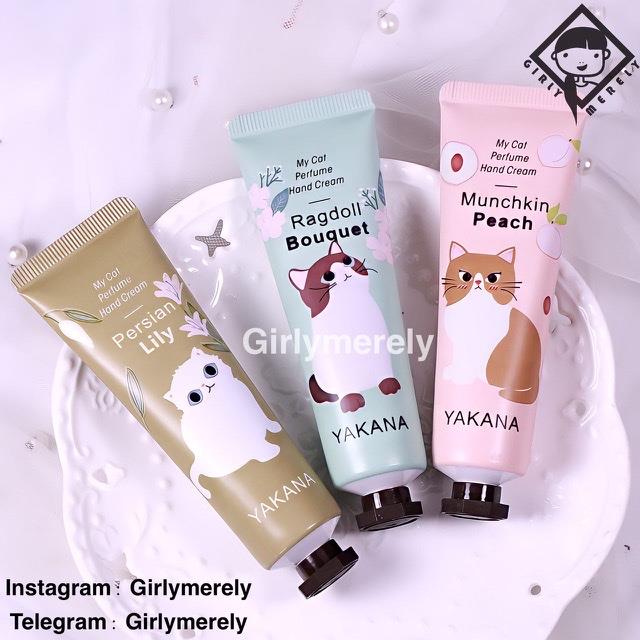 GIRLY MERELY
My Cat
Perfume
Hand Cream
Persian
Lily
YAKANA
My Cat
Perfume
Hand Cream
Ragdoll
Bouquet
YAKANA
My Cat
Perfume
Hand Cream
Munchkin
Peach
YAKANA
Girlymerely
Instagram： Girlymerely
Telegram： Girlymerely